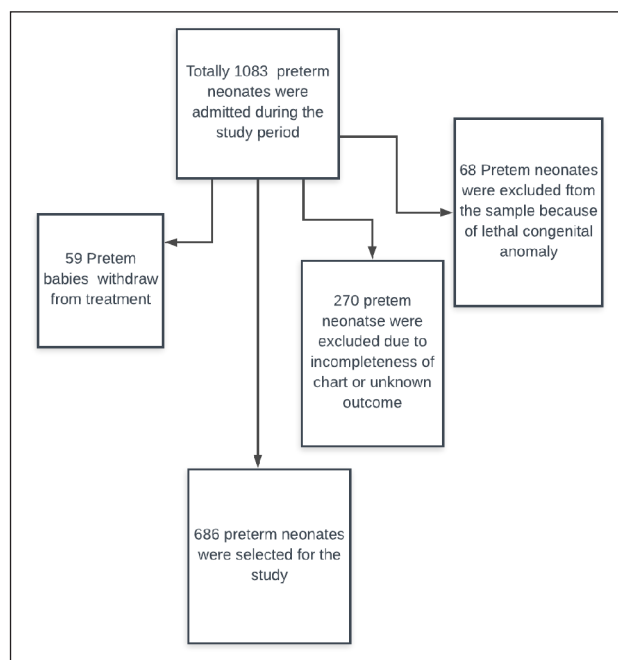 Totally 1083 preterm
neonates were
admitted during the
study period
68 Pretem neonates
were excluded from
the sample because
of lethal congenital
anomaly
59 Pretem
babies withdraw
from treatment
270 pretem
neonatse were
excluded due to
incompleteness of
chart or unknown
outcome
686 preterm neonates
were selected for the
study